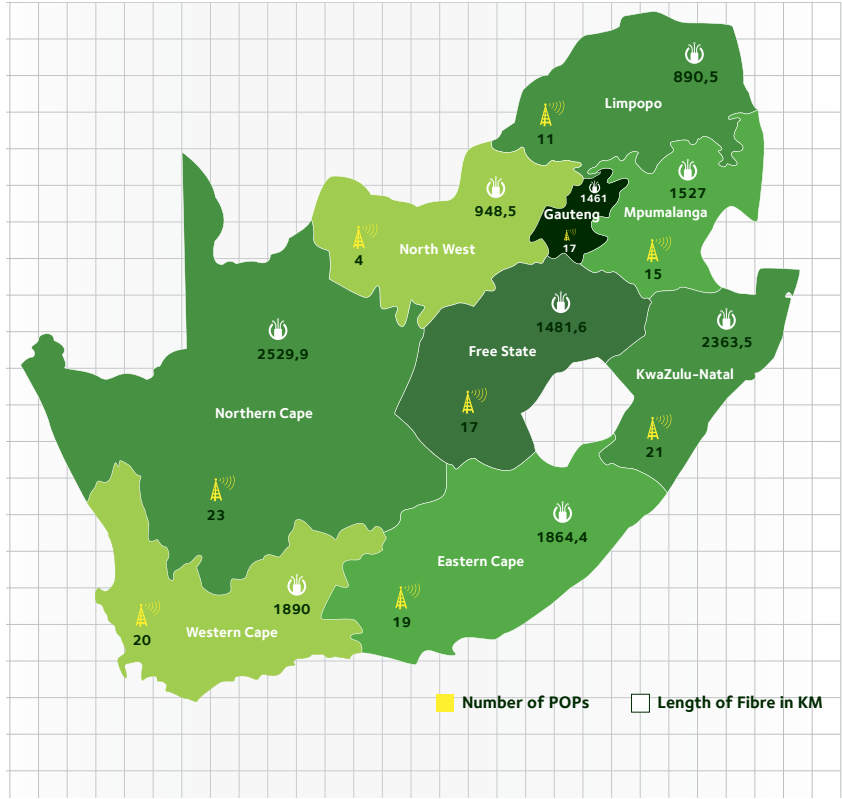 890,5
Limpopo
11
1527
1461
948,5
Gauteng
Mpumalanga
North West
17
4
15
1481,6
2363,5
2529,9
Free State
KwaZulu-Natal
Northern Cape
17
21
23
1864,4
Eastern Cape
1890
19
Western Cape
20
Number of POPs
Length of Fibre in KM